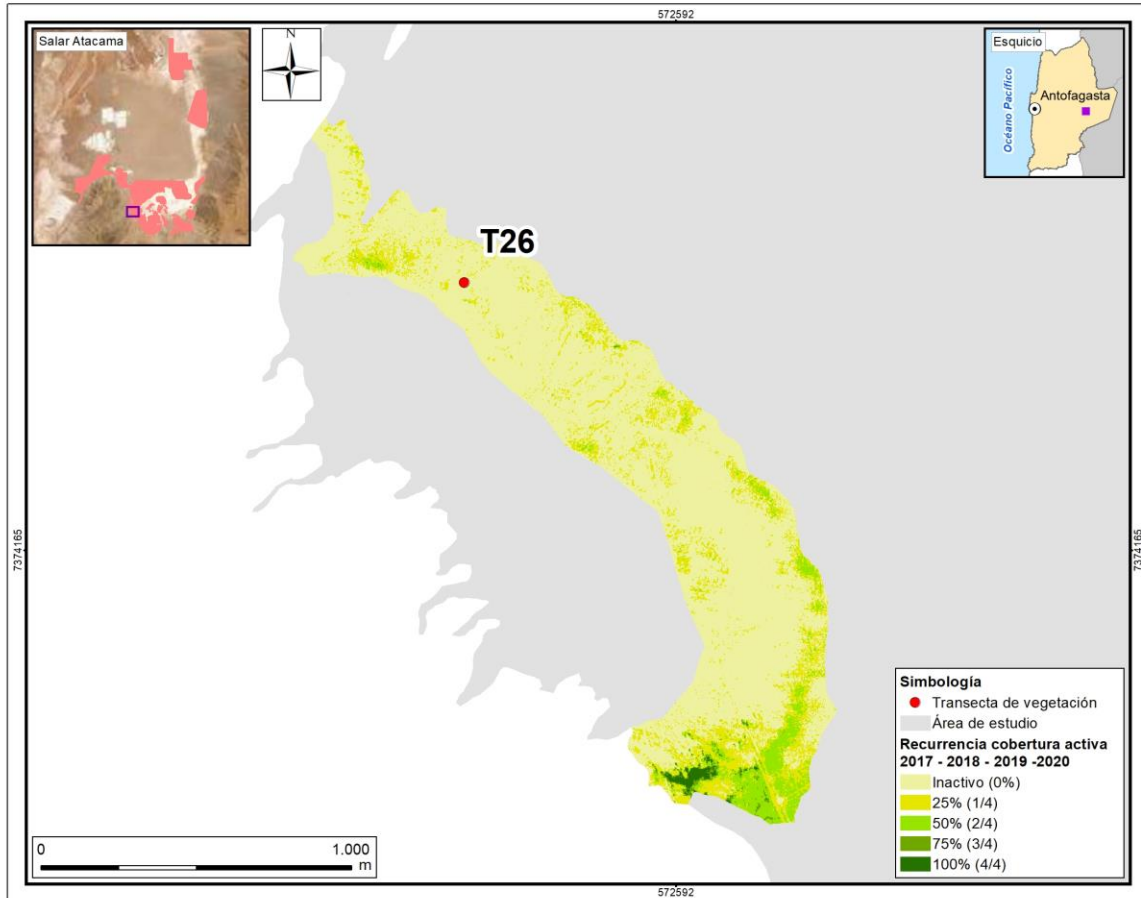 572592
Salar Atacama
N
Esquicio
Océano Pacífico
Antofagasta
T26
7374165
7374165
Simbología
Transecta de vegetación
Área de estudio
Recurrencia cobertura activa
2017 - 2018 - 2019 -2020
Inactivo (0%)
25% (1/4)
50% (2/4)
75% (3/4)
100% (4/4)
0
1.000
m
572592